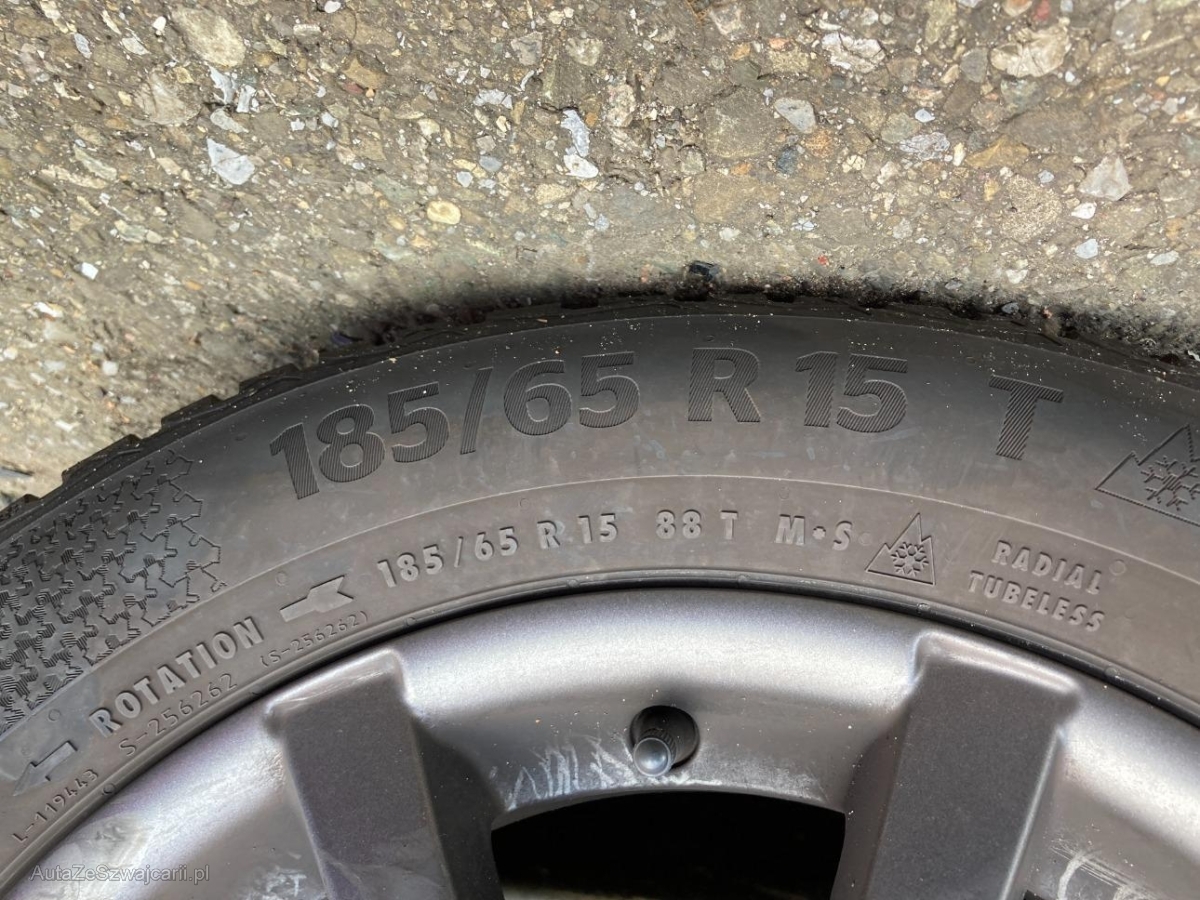 185/65 R 15 T
185/65 R 15 88 T M•S
RADIAL
TUBELESS
ROTATION
(S-256262)
S-256262
L-119443
AutaZeSzwajcarii.pl